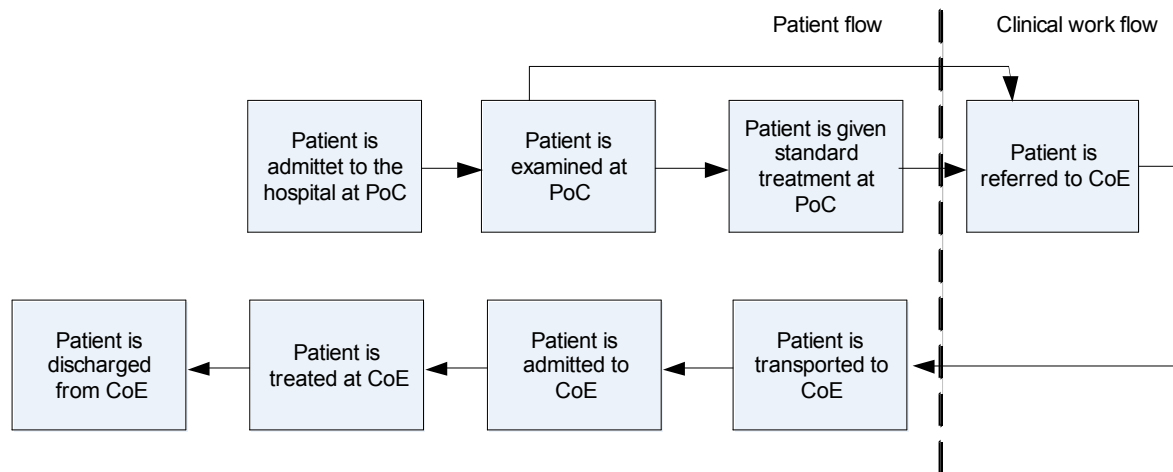 Patient flow
Clinical work flow
Patient is
admittet to the
hospital at PoC
Patient is
examined at
PoC
Patient is given
standard
treatment at
PoC
Patient is
referred to CoE
Patient is
discharged
from CoE
Patient is
treated at CoE
Patient is
admitted to
CoE
Patient is
transported to
CoE